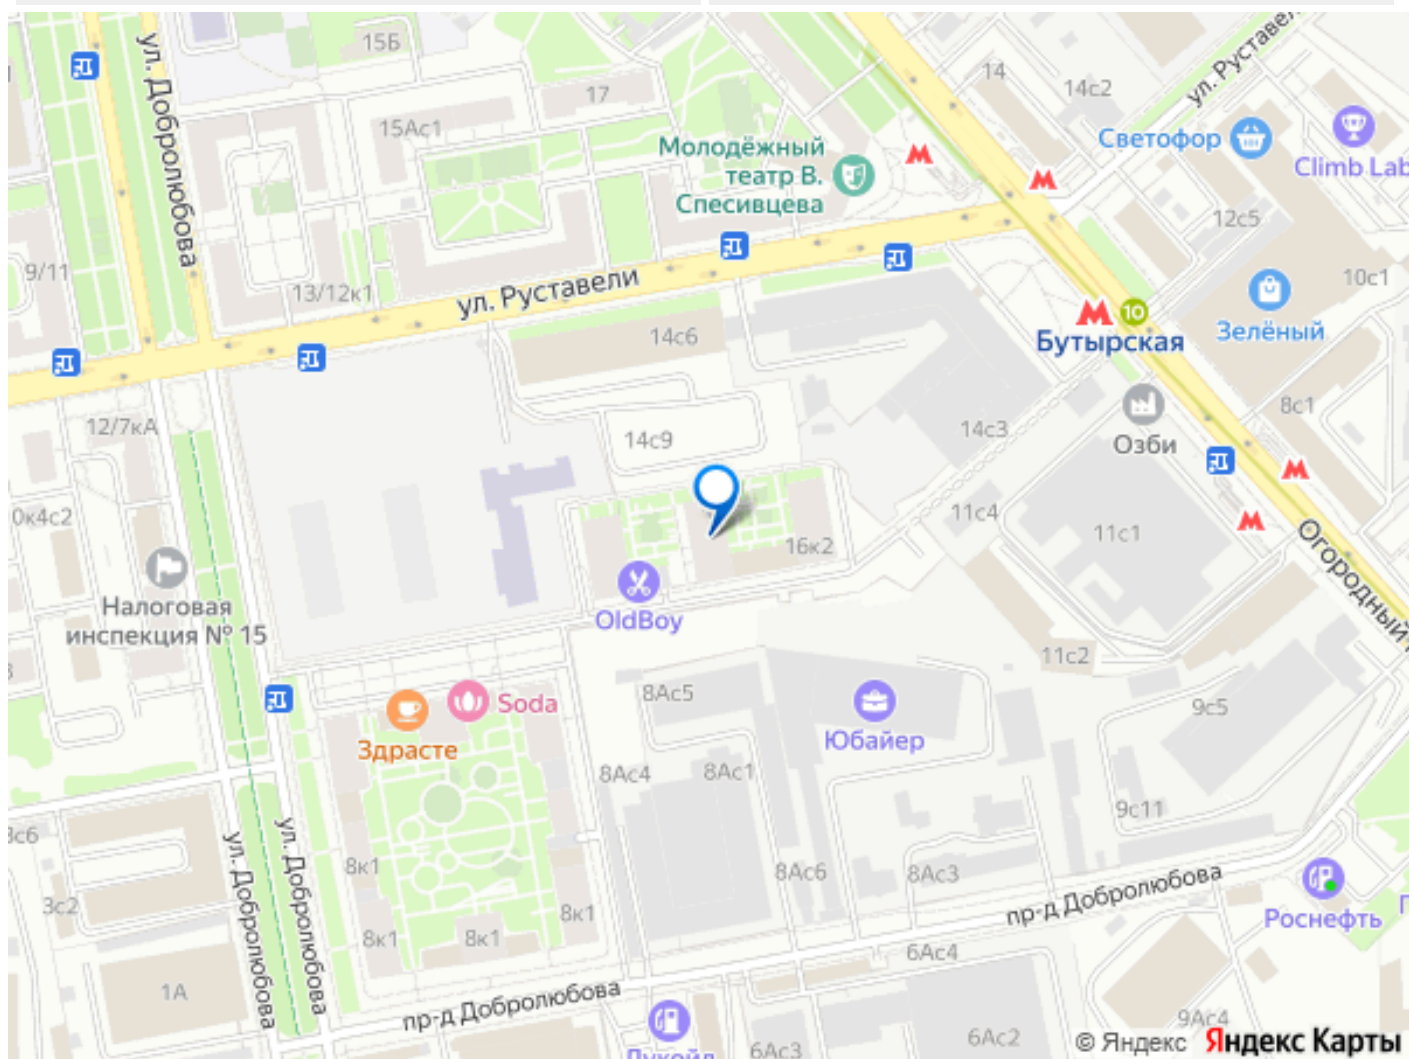 15Б
14
14с2
ул. Руставели
17
15Ас1
Светофор
Climb Lab
ул. Добролюбова
Молодёжный
театр В.
Спесивцева
12с5
9/11
13/12к1
ул. Руставели
10с1
10
Зелёный
14с6
Бутырская
8с1
12/7кА
14с9
14с3
Озби
0к4с2
11с4
11с1
16к2
Огородный
Налоговая
инспекция № 15
OldBoy
11с2
8Ас5
9с5
Soda
Здрасте
Юбайер
8Ас4
8Ас1
9с11
3с6
ул. Добролюбова
ул. Добролюбова
8к1
8Ас6
8Ас3
пр-д Добролюбова
Роснефть
3с2
8к1
8к1
8к1
6Ас4
1А
пр-д Добролюбова
9Ас4
6Ас2
6Ас3
Лукойл
© Яндекс Яндекс Карты